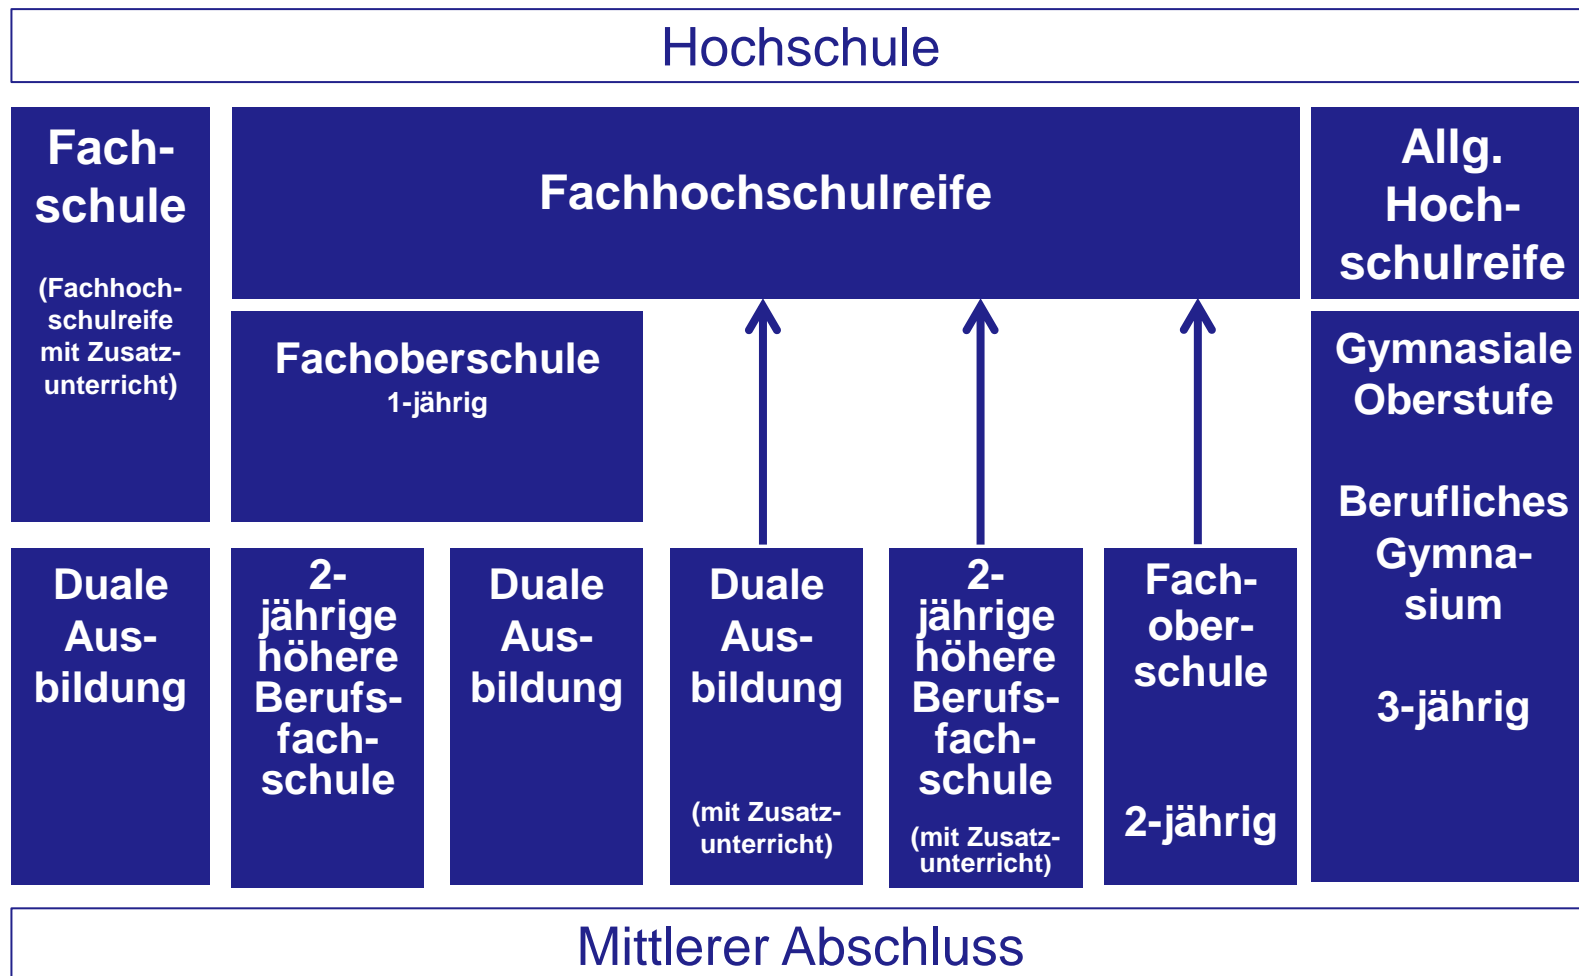 Hochschule
Fach-
schule
(Fachhoch-
schulreife
mit Zusatz-
unterricht)
Fachhochschulreife
Allg.
Hoch-
schulreife
Fachoberschule
1-jährig
Gymnasiale
Oberstufe
Berufliches
Gymna-
sium
3-jährig
Duale
Aus-
bildung
2-
jährige
höhere
Berufs-
fach-
schule
Duale
Aus-
bildung
Duale
Aus-
bildung
(mit Zusatz-
unterricht)
2-
jährige
höhere
Berufs-
fach-
schule
(mit Zusatz-
unterricht)
Fach-
ober-
schule
2-jährig
Mittlerer Abschluss